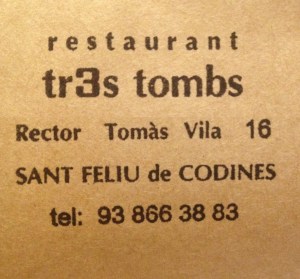 restaurant
tr3s tombs
Rector Tomàs Vila 16
SANT FELIU de CODINES
tel: 93 866 38 83